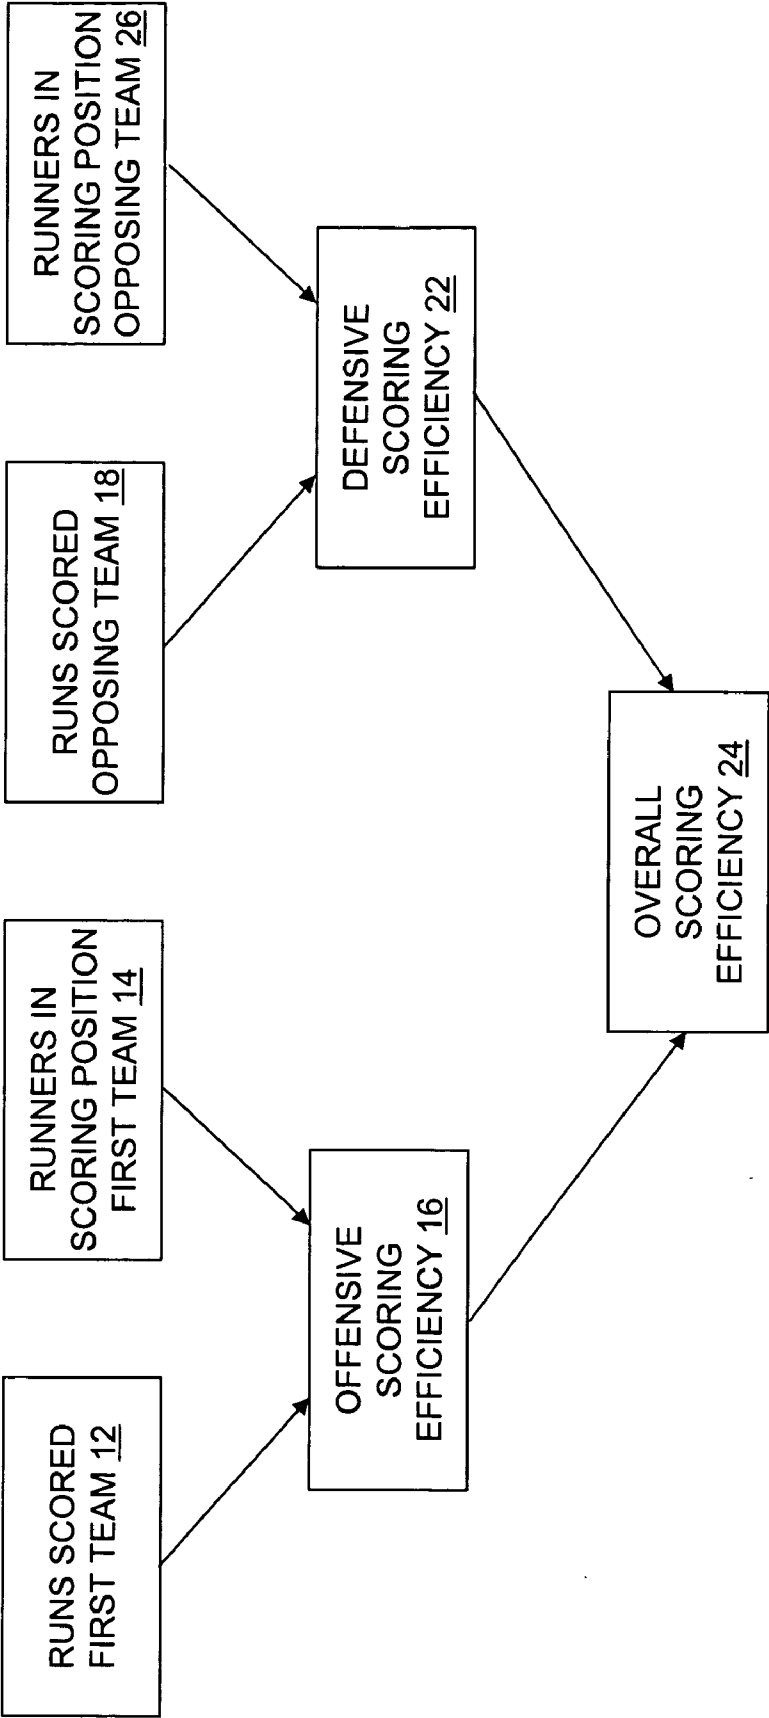 RUNS SCORED
FIRST TEAM 12
RUNNERS IN
SCORING POSITION
FIRST TEAM 14
RUNS SCORED
OPPOSING TEAM 18
RUNNERS IN
SCORING POSITION
OPPOSING TEAM 26
OFFENSIVE
SCORING
EFFICIENCY 16
DEFENSIVE
SCORING
EFFICIENCY 22
OVERALL
SCORING
EFFICIENCY 24